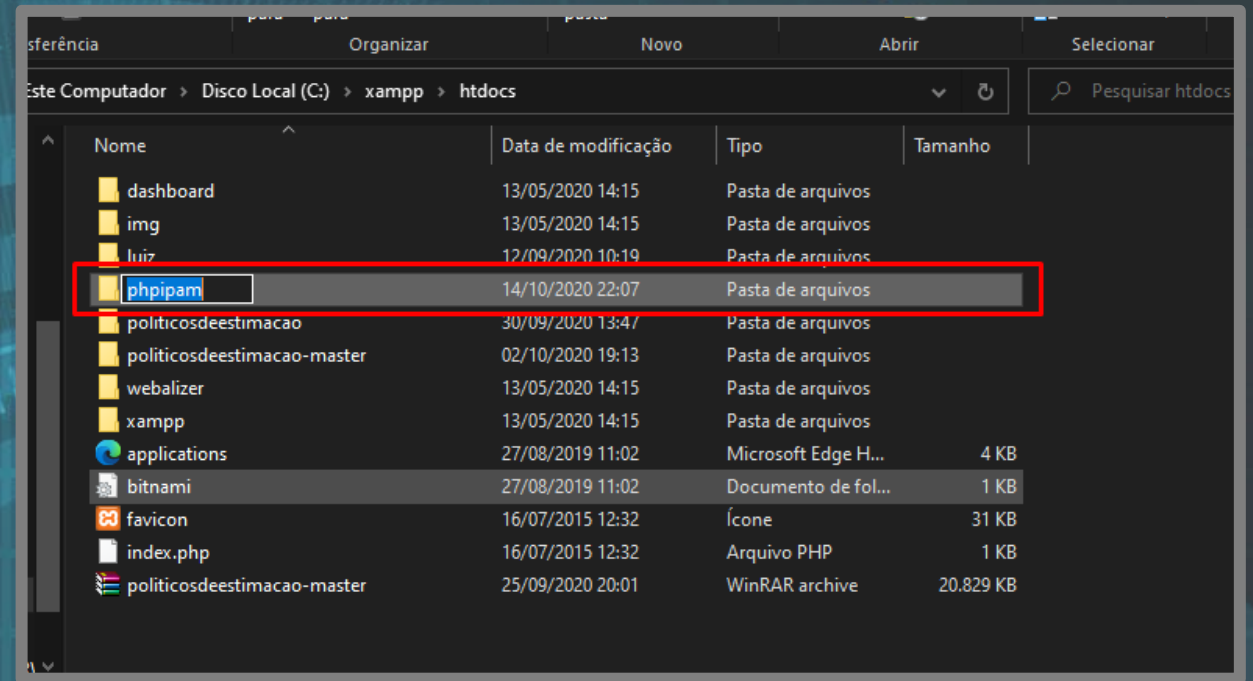 para para pasta
sferência Organizar Novo Abrir Selecionar
Este Computador > Disco Local (C:) > xampp > htdocs Pesquisar htdocs
Nome Data de modificação Tipo Tamanho
dashboard 13/05/2020 14:15 Pasta de arquivos
img 13/05/2020 14:15 Pasta de arquivos
luiz 12/09/2020 10:19 Pasta de arquivos
phpipam 14/10/2020 22:07 Pasta de arquivos
politicosdeestimacao 30/09/2020 13:47 Pasta de arquivos
politicosdeestimacao-master 02/10/2020 19:13 Pasta de arquivos
webalizer 13/05/2020 14:15 Pasta de arquivos
xampp 13/05/2020 14:15 Pasta de arquivos
applications 27/08/2019 11:02 Microsoft Edge H... 4 KB
bitnami 27/08/2019 11:02 Documento de fol... 1 KB
favicon 16/07/2015 12:32 Ícone 31 KB
index.php 16/07/2015 12:32 Arquivo PHP 1 KB
politicosdeestimacao-master 25/09/2020 20:01 WinRAR archive 20.829 KB